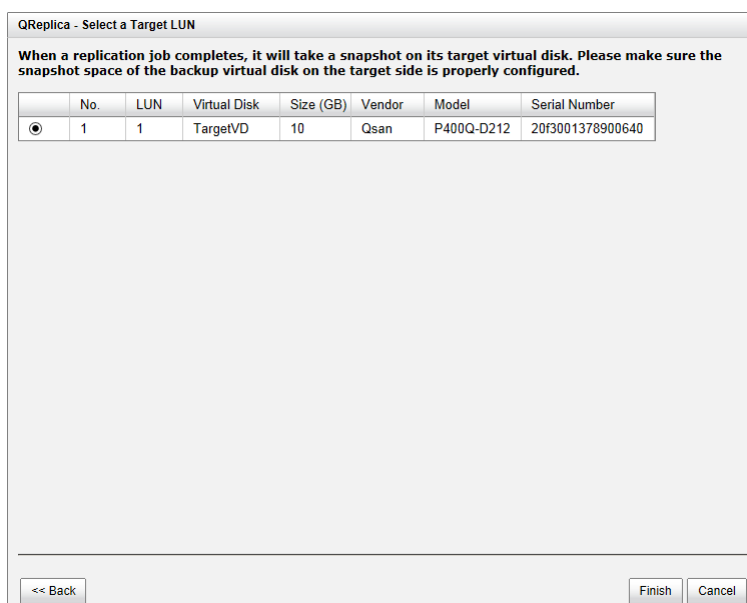 QReplica - Select a Target LUN
When a replication job completes, it will take a snapshot on its target virtual disk. Please make sure the
snapshot space of the backup virtual disk on the target side is properly configured.
No. LUN Virtual Disk Size (GB) Vendor Model Serial Number
1 1 TargetVD 10 Qsan P400Q-D212 20f3001378900640
<< Back Finish Cancel